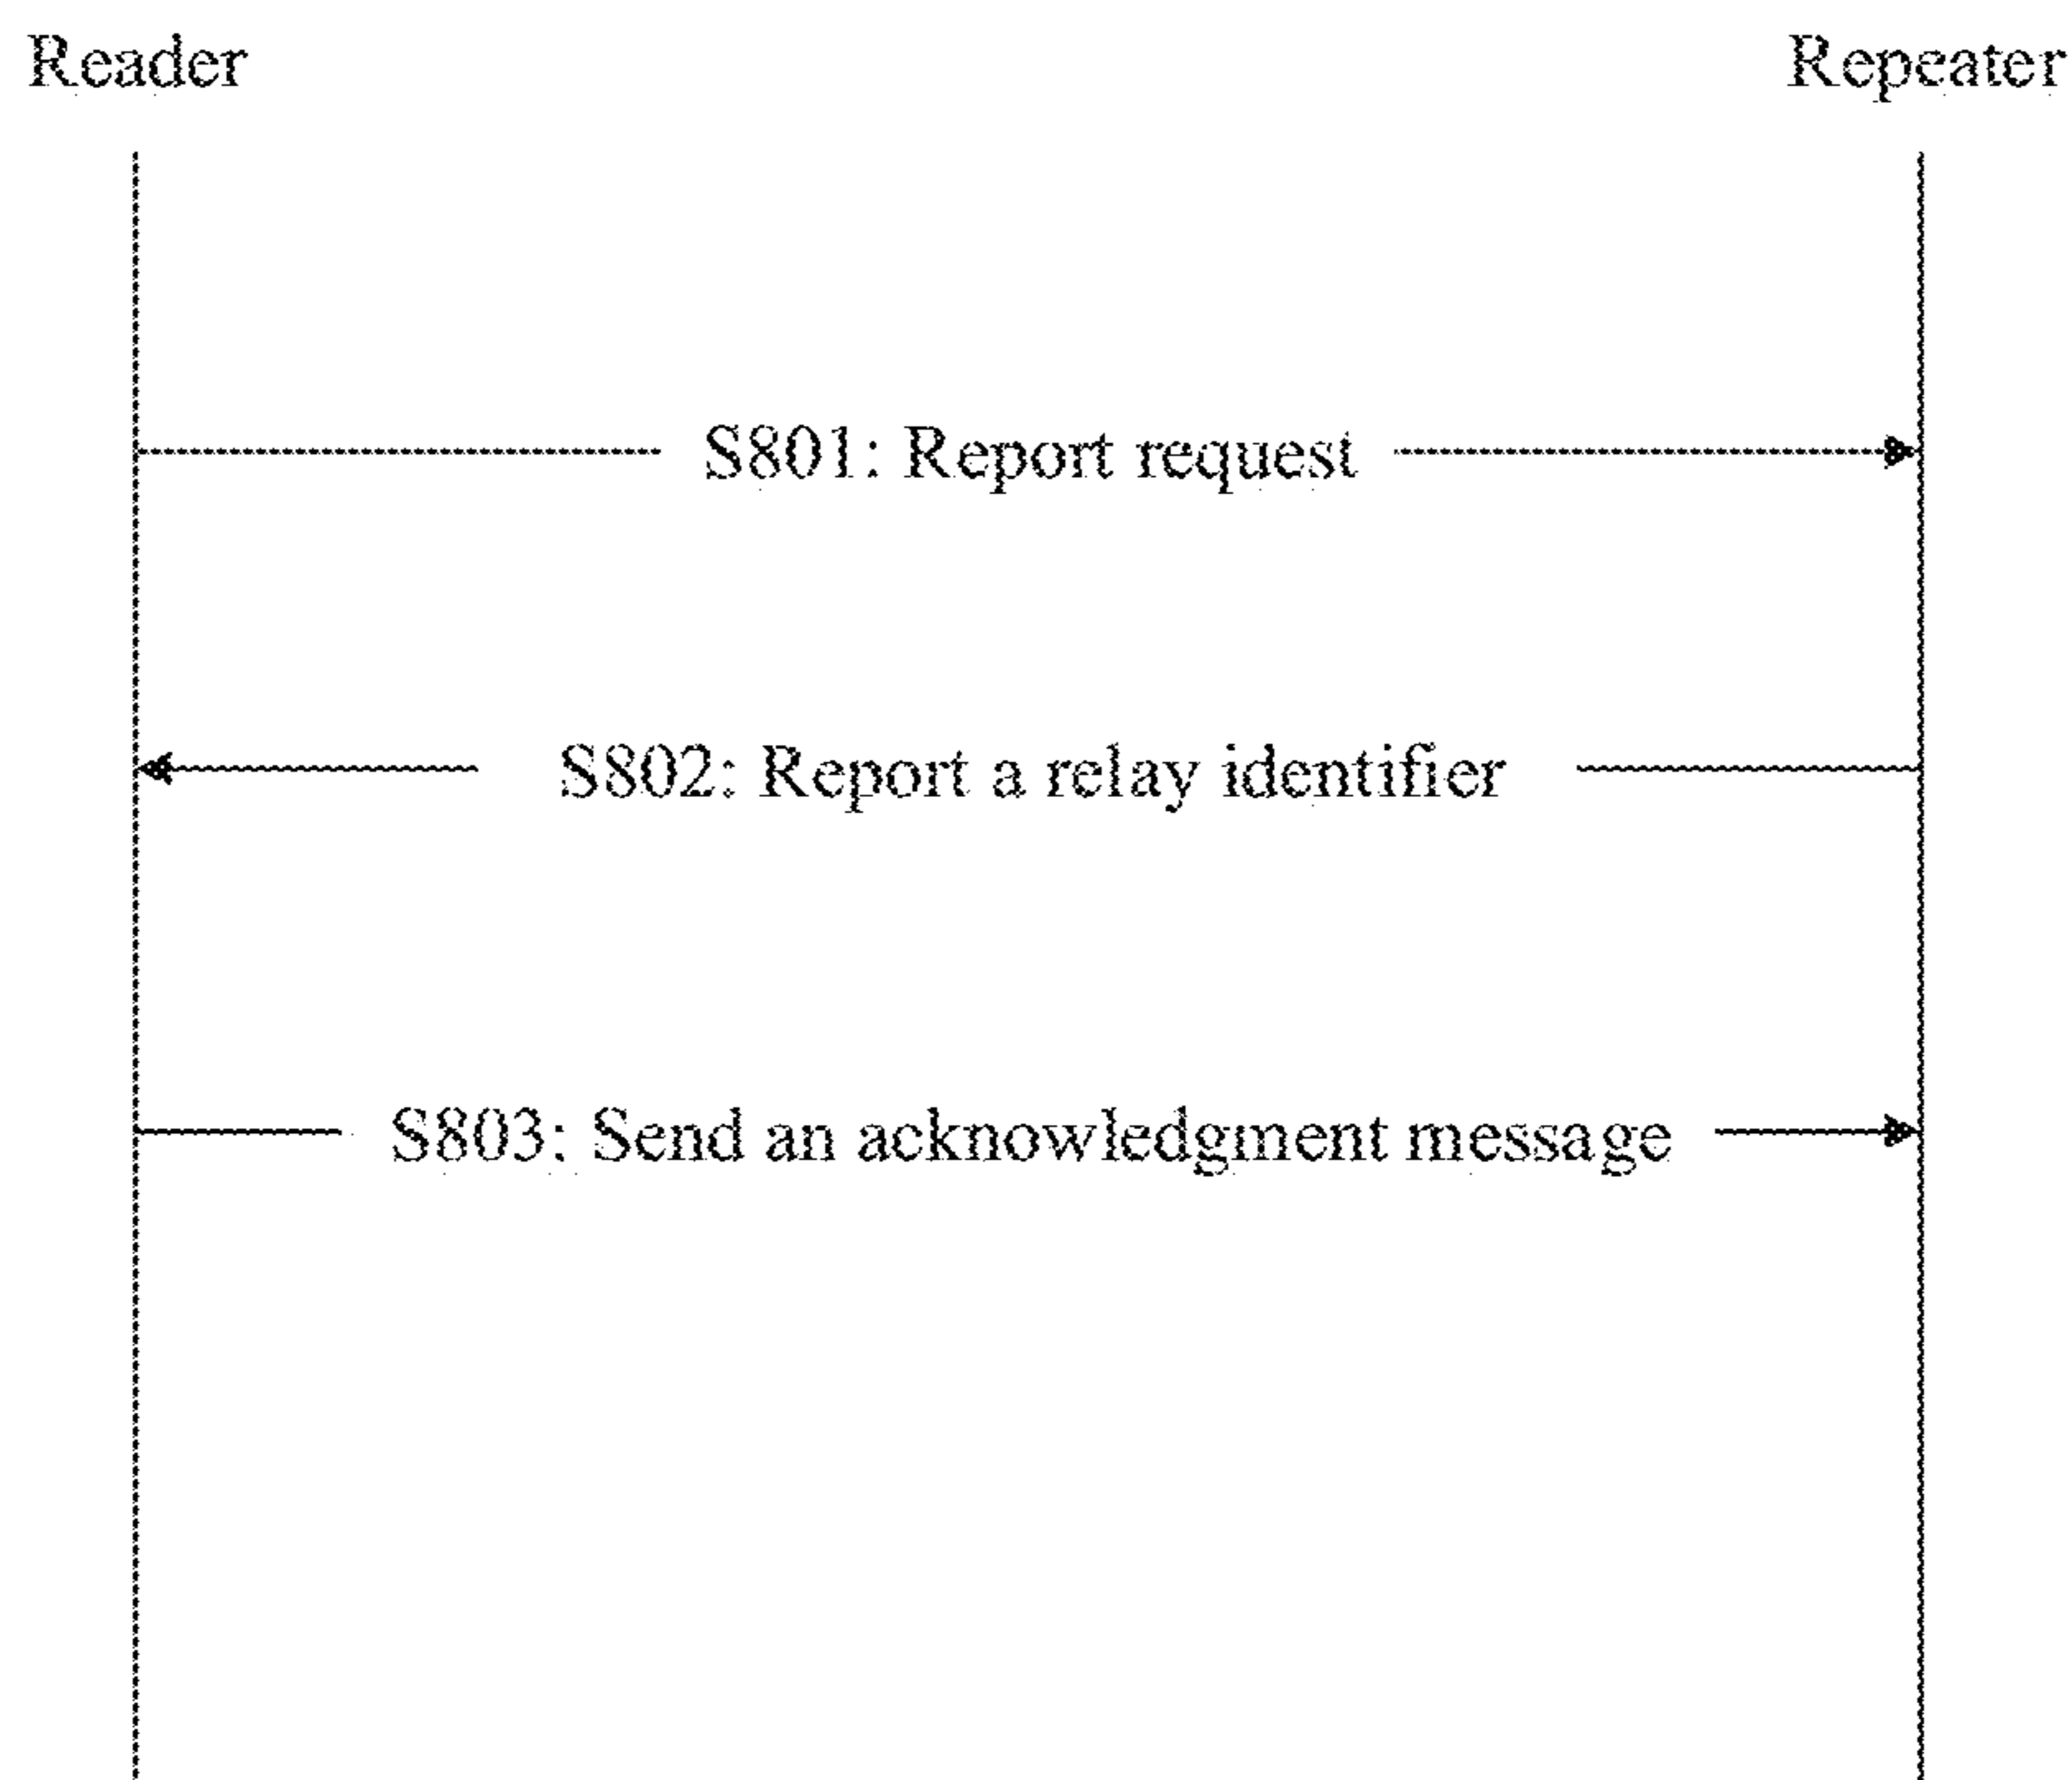 Reader
Repeater
S801: Report request
S802: Report a relay identifier
S803: Send an acknowledgment message